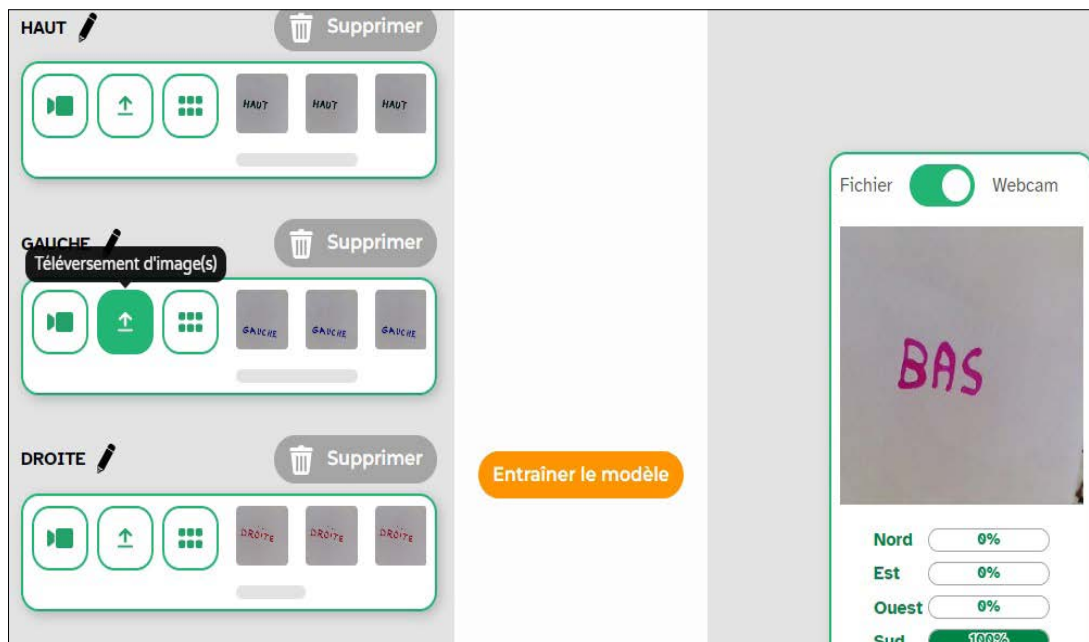 HAUT
Supprimer
HAUT HAUT HAUT
GAUCHE
Supprimer
Téléversement d'image(s)
GAUCHE GAUCHE GAUCHE
DROITE
Supprimer
DROITE DROITE DROITE
Entraîner le modèle
Fichier Webcam
BAS
Nord 0%
Est 0%
Ouest 0%
Sud 100%